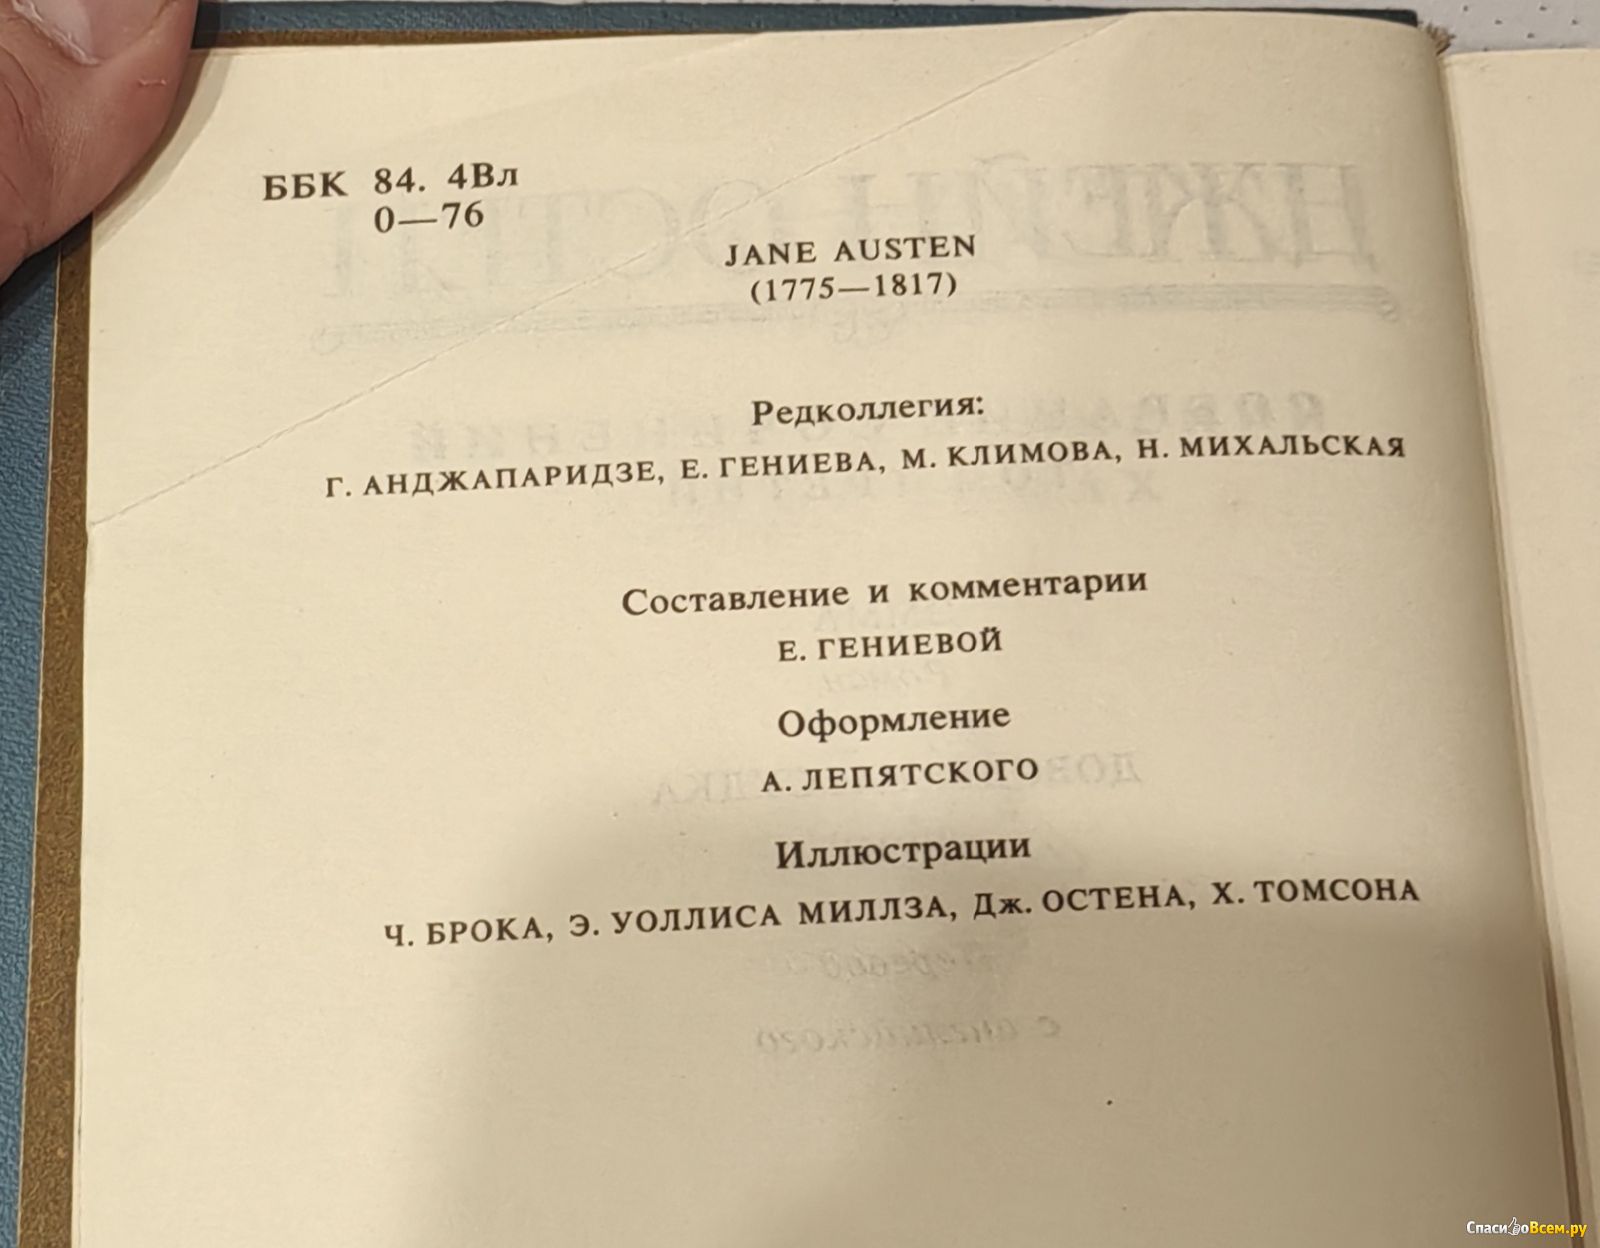 ББК 84. 4Вл
О—76
JANE AUSTEN
(1775—1817)
Редколлегия:
Г. АНДЖАПАРИДЗЕ, Е. ГЕНИЕВА, М. КЛИМОВА, Н. МИХАЛЬСКАЯ
Составление и комментарии
Е. ГЕНИЕВОЙ
Оформление
А. ЛЕПЯТСКОГО
Иллюстрации
Ч. БРОКА, Э. УОЛЛИСА МИЛЛЗА, Дж. ОСТЕНА, Х. ТОМСОНА
СпасибоВсем.ру